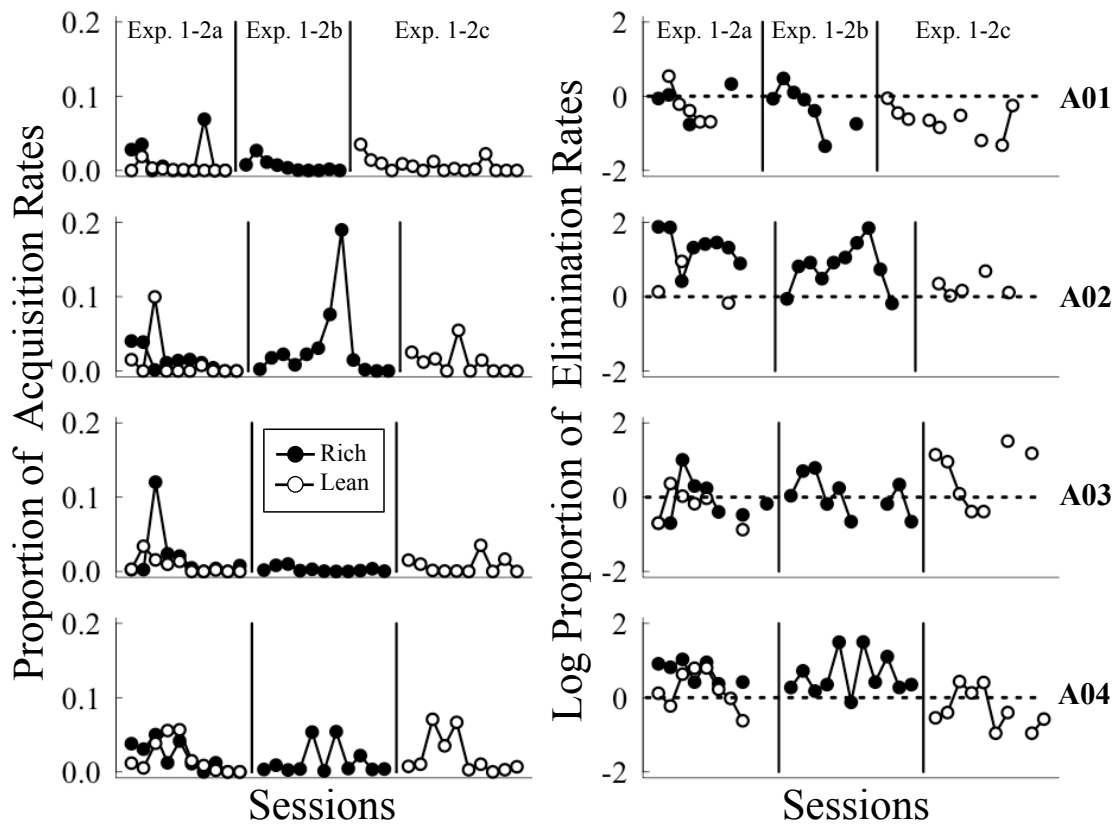 Exp. 1-2a Exp. 1-2b Exp. 1-2c
0.2
0.1
0.0
0.2
0.1
0.0
0.2
0.1
0.0
Rich
Lean
0.2
0.1
0.0
Proportion of Acquisition Rates
Sessions
Exp. 1-2a Exp. 1-2b Exp. 1-2c
2
0
-2
A01
2
0
-2
A02
2
0
-2
A03
2
0
-2
A04
Log Proportion of Elimination Rates
Sessions